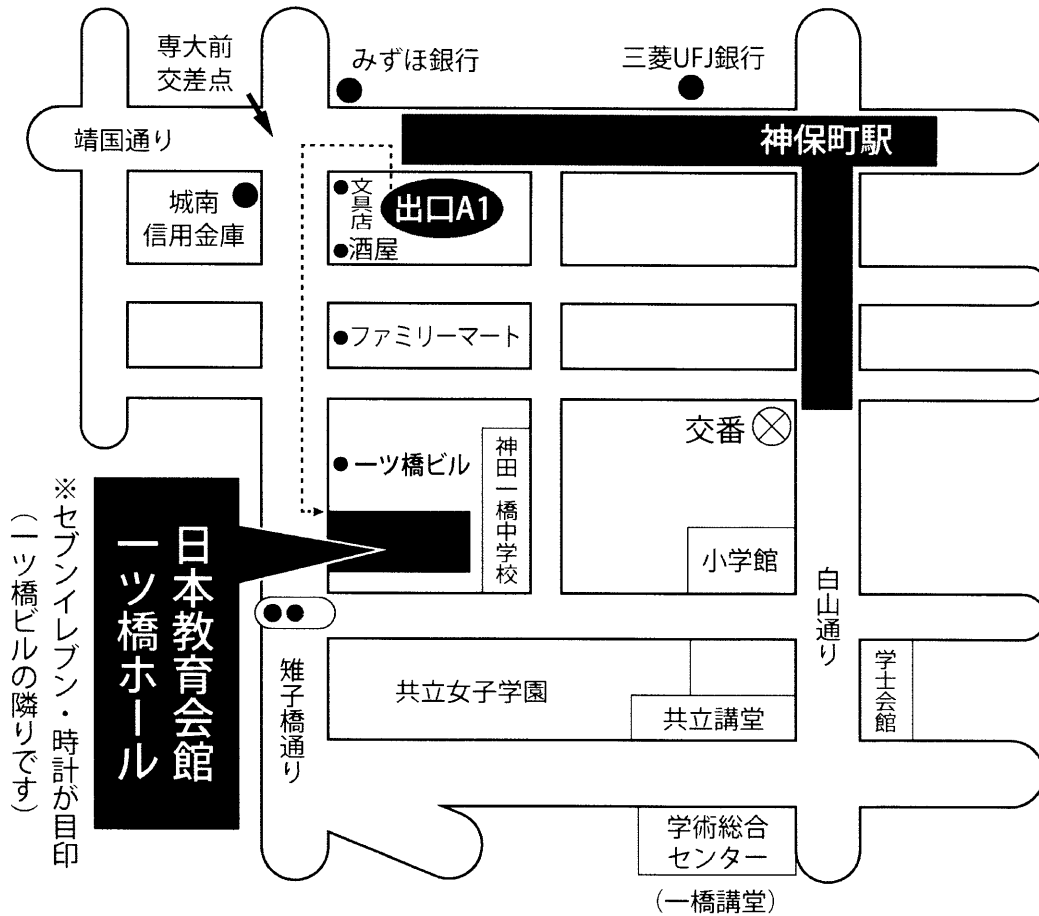 専大前
交差点
みずほ銀行
三菱UFJ銀行
靖国通り
神保町駅
城南
信用金庫
文具店
出口A1
酒屋
ファミリーマート
交番
一ツ橋ビル
神田一橋中学校
小学館
日本教育会館
一ツ橋ホール
※セブンイレブン・時計が目印
(一ツ橋ビルの隣りです)
白山通り
雉子橋通り
共立女子学園
共立講堂
学士会館
学術総合
センター
(一橋講堂)